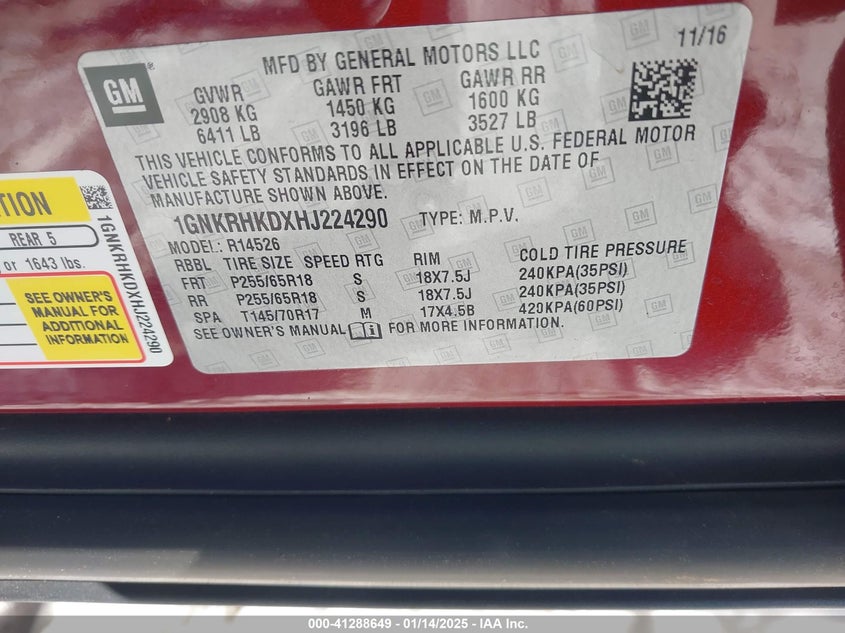 MFD BY GENERAL MOTORS LLC
11/16
GM
GVWR GAWR FRT GAWR RR
2908 KG 1450 KG 1600 KG
6411 LB 3196 LB 3527 LB
THIS VEHICLE CONFORMS TO ALL APPLICABLE U.S. FEDERAL MOTOR
VEHICLE SAFETY STANDARDS IN EFFECT ON THE DATE OF
MANUFACTURE SHOWN ABOVE.
1GNKRHKDXHJ224290 TYPE: M.P.V.
MODEL: R14526
RBBL TIRE SIZE SPEED RTG RIM COLD TIRE PRESSURE
FRT P255/65R18 S 18X7.5J 240KPA(35PSI)
RR P255/65R18 S 18X7.5J 240KPA(35PSI)
SPA T145/70R17 M 17X4.5B 420KPA(60PSI)
SEE OWNER'S MANUAL FOR MORE INFORMATION.
TION
REAR 5
or 1643 lbs.
SEE OWNER'S
MANUAL FOR
ADDITIONAL
INFORMATION
1GNKRHKDXHJ224290
000-41288649 — 01/14/2025 — © IAA Inc.